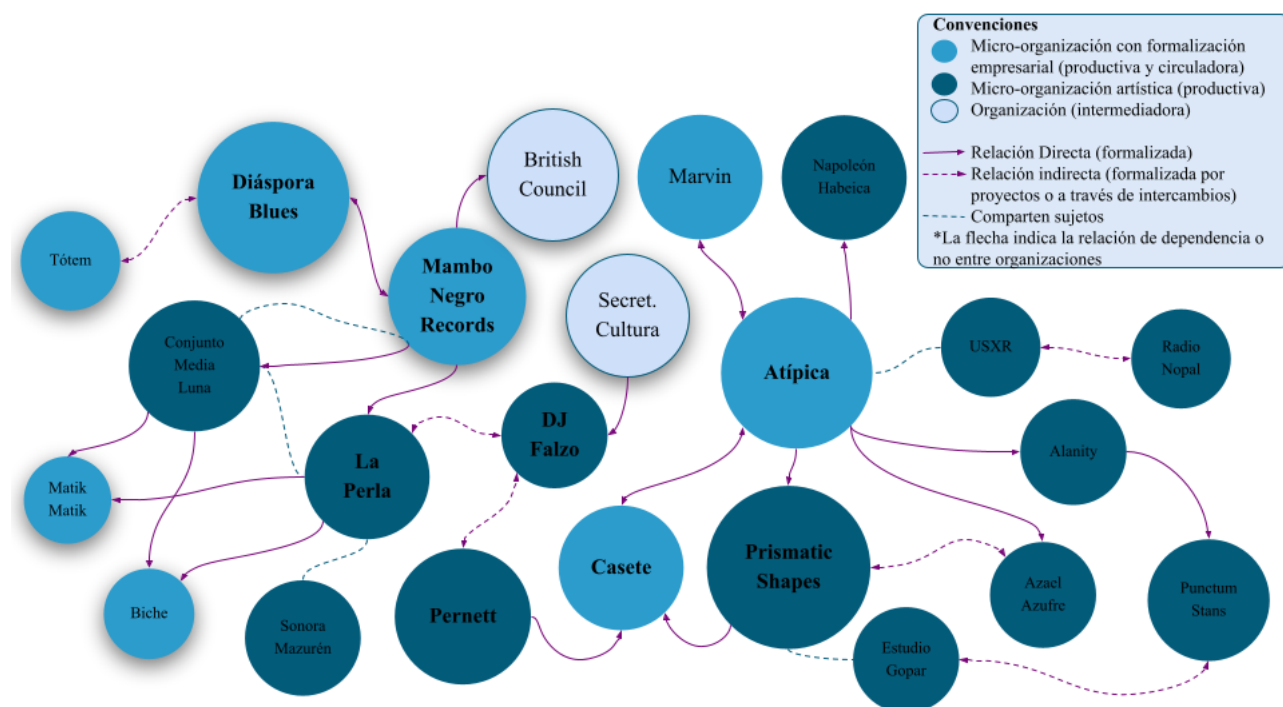 Convenciones
Micro-organización con formalización
empresarial (productiva y circuladora)
Micro-organización artística (productiva)
Organización (intermediadora)
Relación Directa (formalizada)
Relación indirecta (formalizada por
proyectos o a través de intercambios)
Comparten sujetos
*La flecha indica la relación de dependencia o
no entre organizaciones
British
Council
Marvin
Napoleón
Habeica
Diáspora
Blues
Tótem
Mambo
Negro
Records
Secret.
Cultura
Conjunto
Media
Luna
Atípica
USXR
Radio
Nopal
DJ
Falzo
Alanity
La
Perla
Matik
Matik
Casete
Prismatic
Shapes
Azael
Azufre
Punctum
Stans
Biche
Sonora
Mazurén
Pernett
Estudio
Gopar